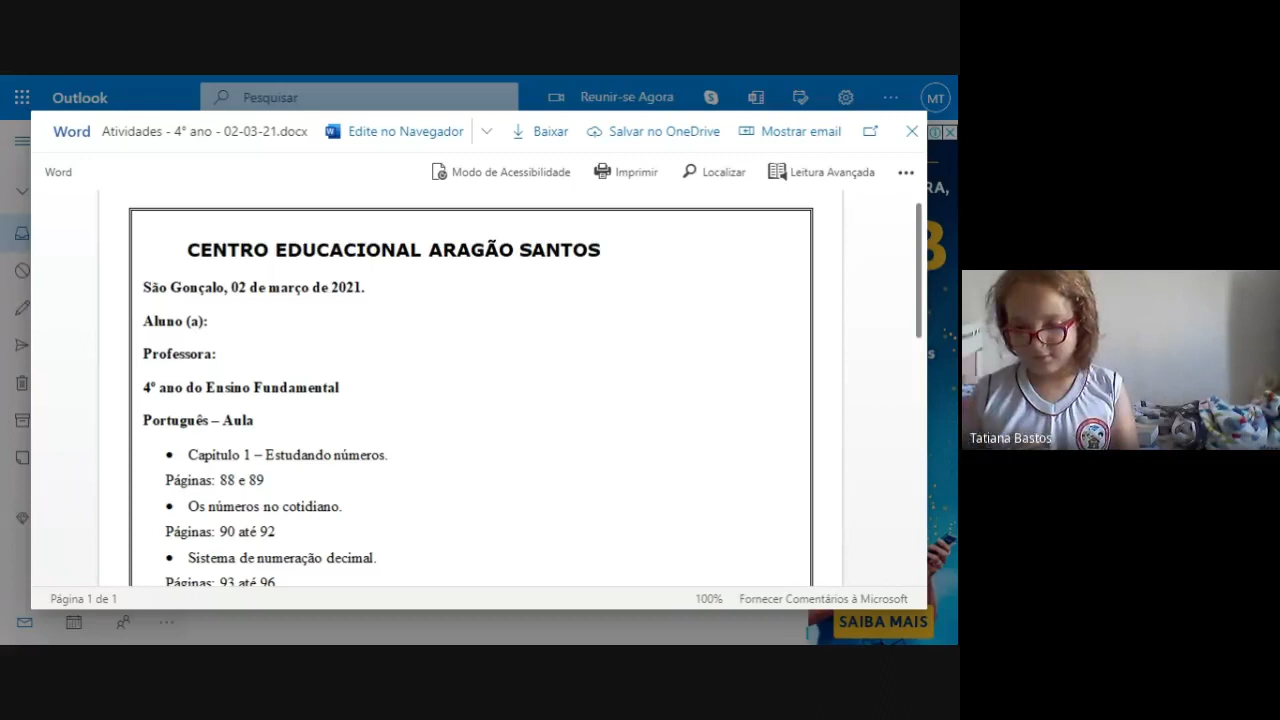 Outlook
Pesquisar
Reunir-se Agora
MT
Word
Atividades - 4° ano - 02-03-21.docx
Edite no Navegador
Baixar
Salvar no OneDrive
Mostrar email
Word
Modo de Acessibilidade
Imprimir
Localizar
Leitura Avançada
RA,
CENTRO EDUCACIONAL ARAGÃO SANTOS
São Gonçalo, 02 de março de 2021.
Aluno (a):
Professora:
4º ano do Ensino Fundamental
Português – Aula
• Capitulo 1 – Estudando números.
Páginas: 88 e 89
• Os números no cotidiano.
Páginas: 90 até 92
• Sistema de numeração decimal.
Páginas: 93 até 96
Página 1 de 1
100%
Fornecer Comentários à Microsoft
SAIBA MAIS
Tatiana Bastos